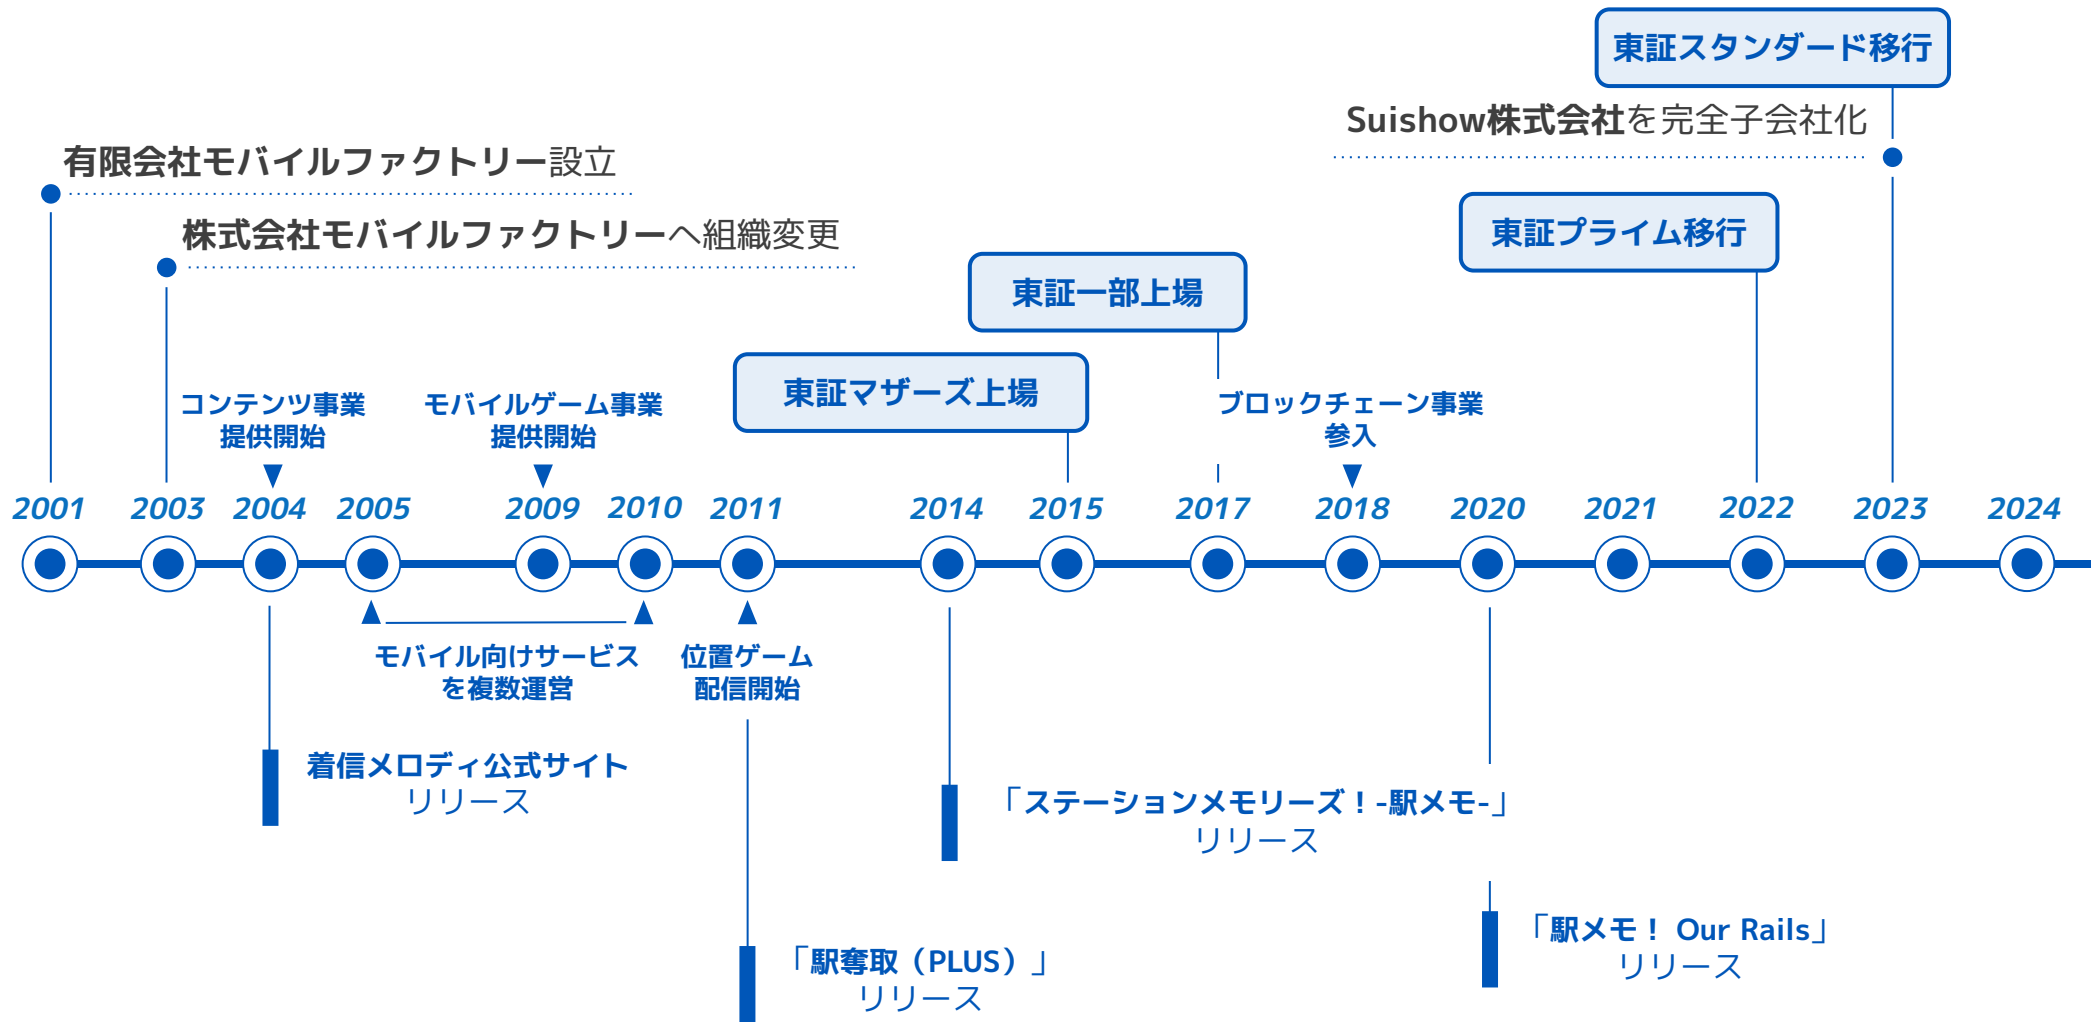 東証スタンダード移行
Suishow株式会社を完全子会社化
有限会社モバイルファクトリー設立
株式会社モバイルファクトリーへ組織変更
東証プライム移行
東証一部上場
東証マザーズ上場
コンテンツ事業
提供開始
モバイルゲーム事業
提供開始
ブロックチェーン事業
参入
2001 2003 2004 2005 2009 2010 2011 2014 2015 2017 2018 2020 2021 2022 2023 2024
モバイル向けサービス
を複数運営
位置ゲーム
配信開始
着信メロディ公式サイト
リリース
「ステーションメモリーズ！-駅メモ-」
リリース
「駅奪取（PLUS）」
リリース
「駅メモ！ Our Rails」
リリース